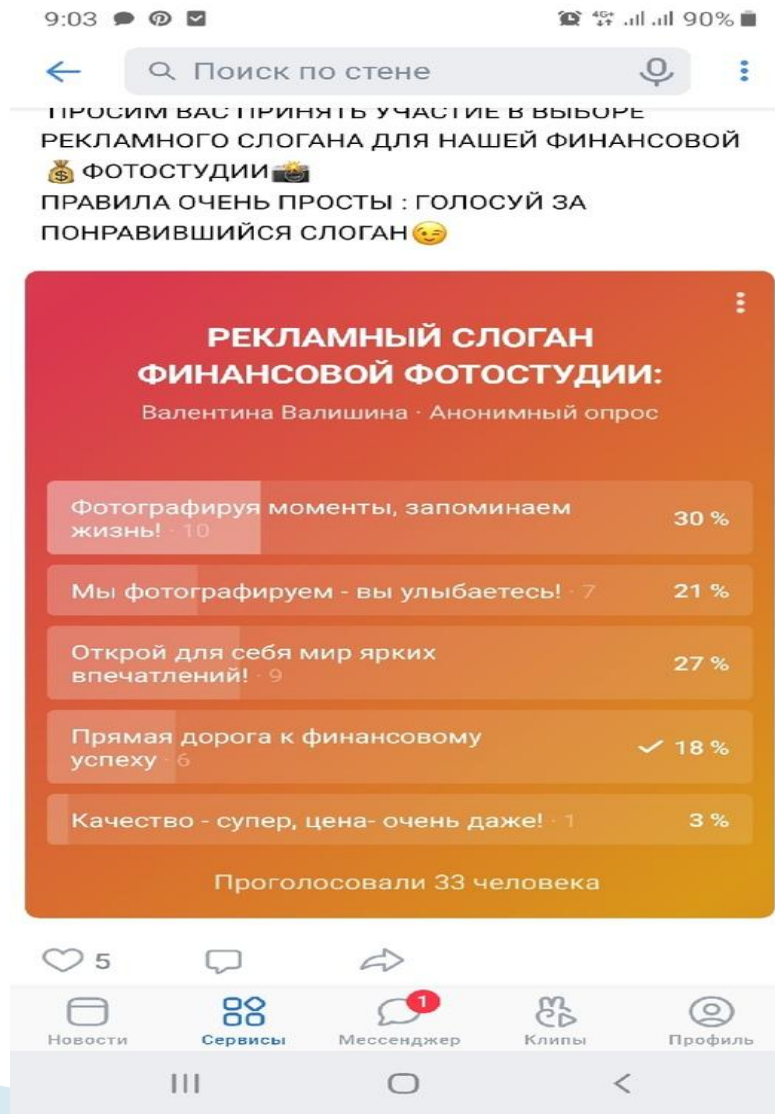 9:03 4G+ 90%
Поиск по стене
ПРОСИМ ВАС ПРИНЯТЬ УЧАСТИЕ В ВЫБОРЕ
РЕКЛАМНОГО СЛОГАНА ДЛЯ НАШЕЙ ФИНАНСОВОЙ
💰ФОТОСТУДИИ📸
ПРАВИЛА ОЧЕНЬ ПРОСТЫ : ГОЛОСУЙ ЗА
ПОНРАВИВШИЙСЯ СЛОГАН😉
РЕКЛАМНЫЙ СЛОГАН
ФИНАНСОВОЙ ФОТОСТУДИИ:
Валентина Валишина · Анонимный опрос
Фотографируя моменты, запоминаем
жизнь! · 10
30 %
Мы фотографируем - вы улыбаетесь! · 7 21 %
Открой для себя мир ярких
впечатлений! · 9
27 %
Прямая дорога к финансовому
успеху · 6
18 %
Качество - супер, цена- очень даже! · 1 3 %
Проголосовали 33 человека
5
1
Новости Сервисы Мессенджер Клипы Профиль